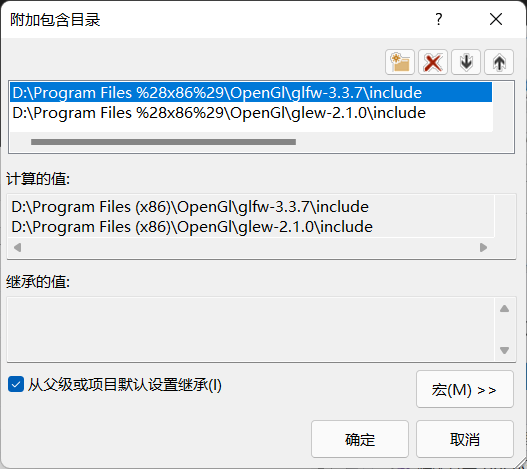 附加包含目录
?
D:\Program Files %28x86%29\OpenGl\glfw-3.3.7\include
D:\Program Files %28x86%29\OpenGl\glew-2.1.0\include
计算的值:
D:\Program Files (x86)\OpenGl\glfw-3.3.7\include
D:\Program Files (x86)\OpenGl\glew-2.1.0\include
继承的值:
从父级或项目默认设置继承(I)
宏(M) >>
确定
取消